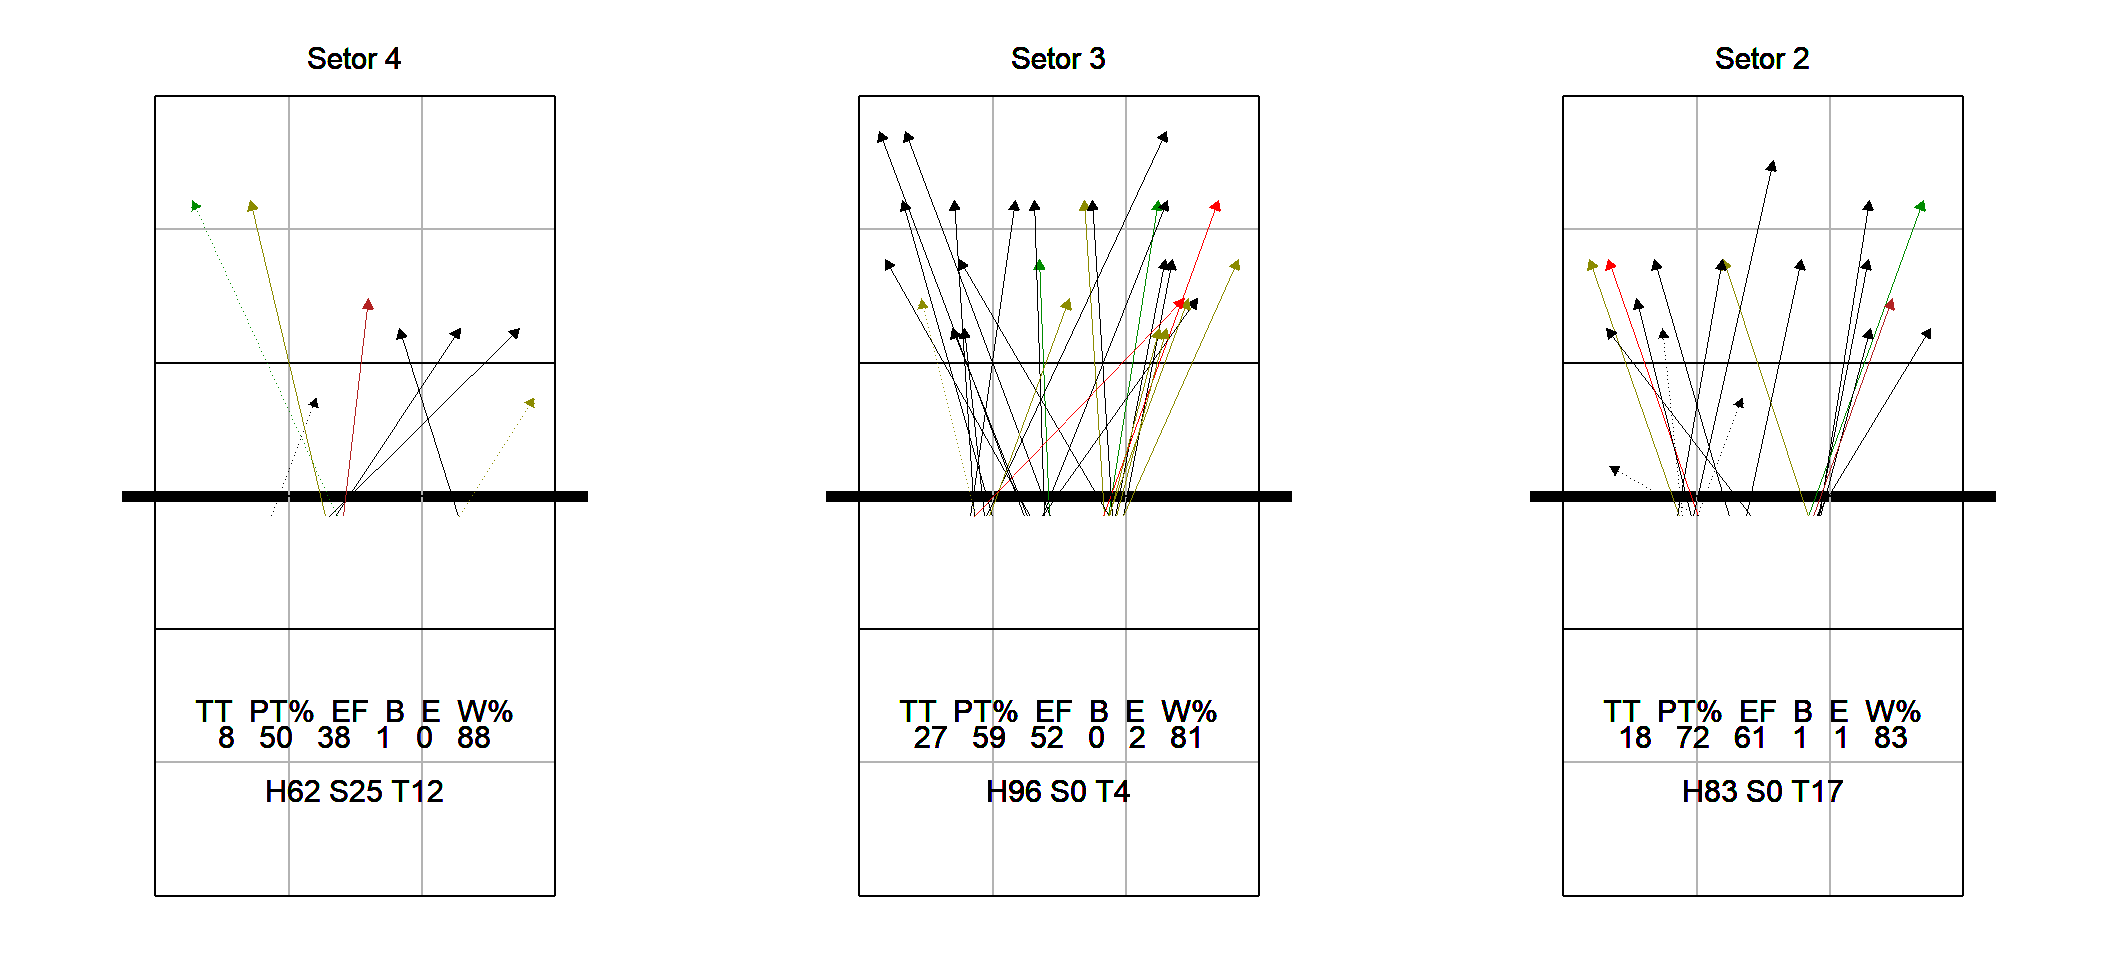 Setor 4
TT PT% EF B E W%
8 50 38 1 0 88
H62 S25 T12
Setor 3
TT PT% EF B E W%
27 59 52 0 2 81
H96 S0 T4
Setor 2
TT PT% EF B E W%
18 72 61 1 1 83
H83 S0 T17